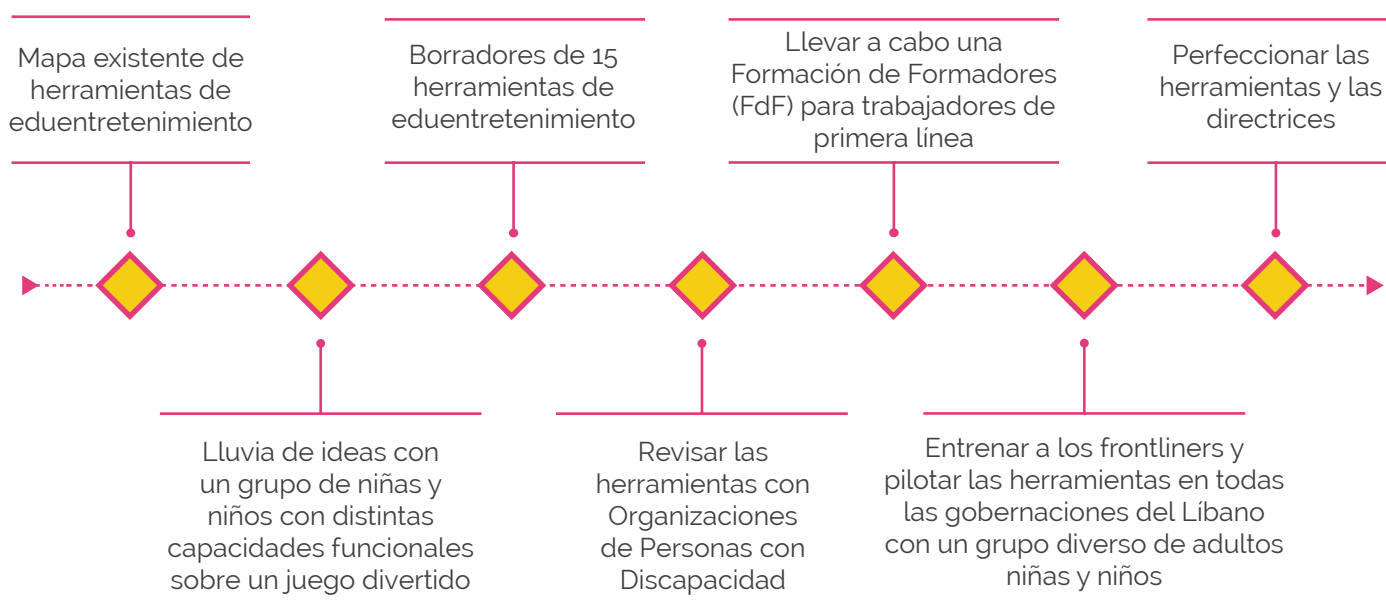 Mapa existente de
herramientas de
eduentretenimiento
Lluvia de ideas con
un grupo de niñas y
niños con distintas
capacidades funcionales
sobre un juego divertido
Borradores de 15
herramientas de
eduentretenimiento
Revisar las
herramientas con
Organizaciones
de Personas con
Discapacidad
Llevar a cabo una
Formación de Formadores
(FdF) para trabajadores de
primera línea
Entrenar a los frontliners y
pilotar las herramientas en todas
las gobernaciones del Líbano
con un grupo diverso de adultos
niñas y niños
Perfeccionar las
herramientas y las
directrices